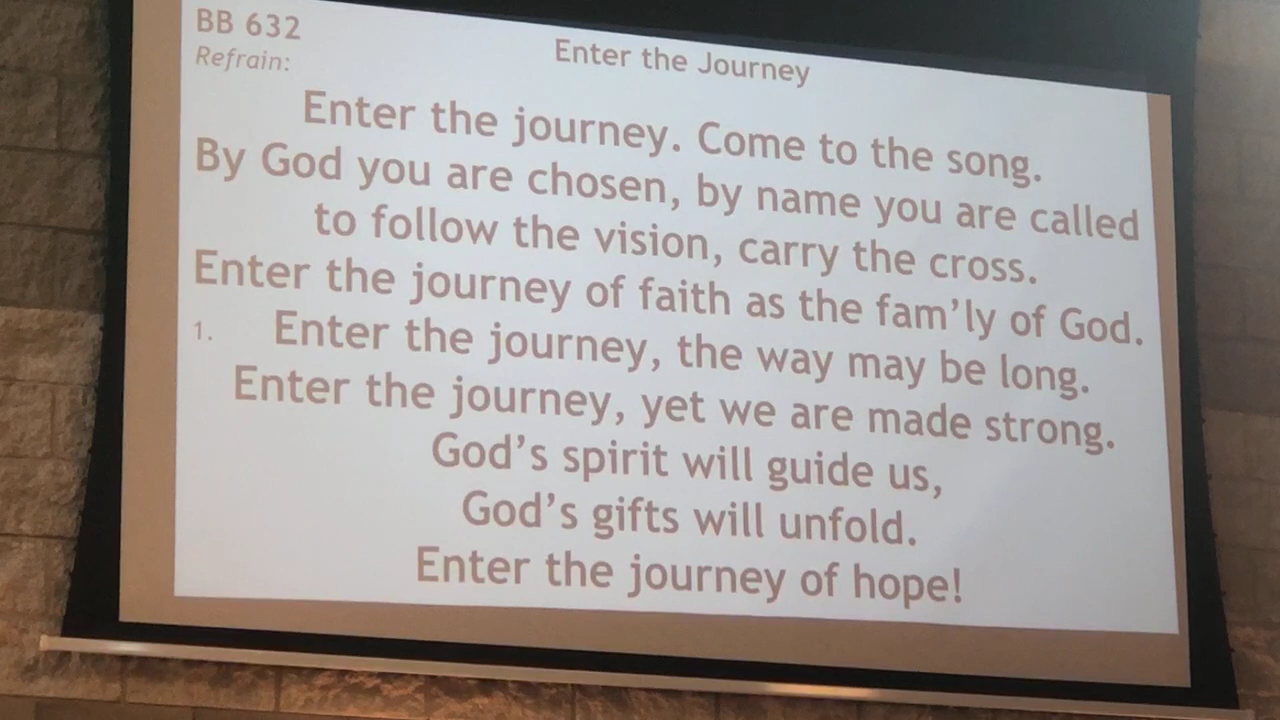 BB 632
Enter the Journey
Refrain:
Enter the journey. Come to the song.
By God you are chosen, by name you are called
to follow the vision, carry the cross.
Enter the journey of faith as the fam’ly of God.
1. Enter the journey, the way may be long.
Enter the journey, yet we are made strong.
God’s spirit will guide us,
God’s gifts will unfold.
Enter the journey of hope!